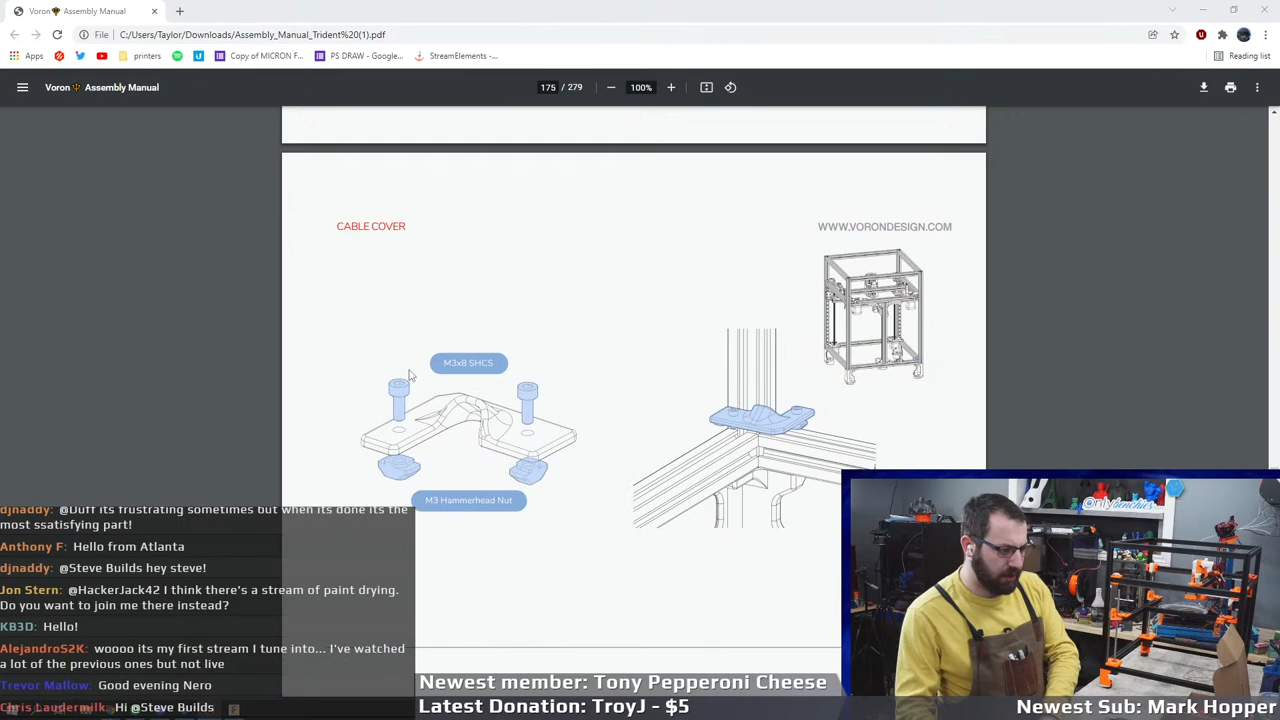 Voron Assembly Manual
File C:/Users/Taylor/Downloads/Assembly_Manual_Trident%20(1).pdf
Apps printers Copy of MICRON F... PS DRAW - Google... StreamElements -... Reading list
Voron Assembly Manual 175 / 279 100%
CABLE COVER
WWW.VORONDESIGN.COM
M3x8 SHCS
M3 Hammerhead Nut
@onlybenchies
djnaddy: @Duff its frustrating sometimes but when its done its the
most ssatisfying part!
Anthony F: Hello from Atlanta
djnaddy: @Steve Builds hey steve!
Jon Stern: @HackerJack42 I think there's a stream of paint drying.
Do you want to join me there instead?
KB3D: Hello!
AlejandroS2K: woooo its my first stream I tune into... I've watched
a lot of the previous ones but not live
Trevor Mallow: Good evening Nero
Chris Laudermilk: Hi @Steve Builds
Newest member: Tony Pepperoni Cheese
Latest Donation: TroyJ - $5
Newest Sub: Mark Hopper